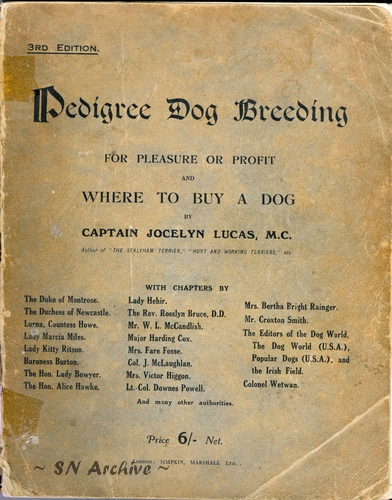 3RD EDITION.
Pedigree Dog Breeding
FOR PLEASURE OR PROFIT
AND
WHERE TO BUY A DOG
BY
CAPTAIN JOCELYN LUCAS, M.C.
Author of "THE SEALYHAM TERRIER," "HUNT AND WORKING TERRIERS," etc
WITH CHAPTERS BY
The Duke of Montrose.
The Duchess of Newcastle.
Lorna, Countess Howe.
Lady Marcia Miles.
Lady Kitty Ritson.
Baroness Burton.
The Hon. Lady Bowyer.
The Hon. Alice Hawke.
Lady Hehir.
The Rev. Rosslyn Bruce, D.D.
Mr. W. L. McCandlish.
Major Harding Cox.
Mrs. Fare Fosse.
Col. J. McLaughlan.
Mrs. Victor Higgon.
Lt.-Col. Downes Powell.
Mrs. Bertha Bright Rainger.
Mr. Croxton Smith.
The Editors of the Dog World,
The Dog World (U.S.A.),
Popular Dogs (U.S.A.), and
the Irish Field.
Colonel Wetwan.
And many other authorities.
Price 6/- Net.
LONDON: SIMPKIN, MARSHALL LTD.
~ SN Archive ~